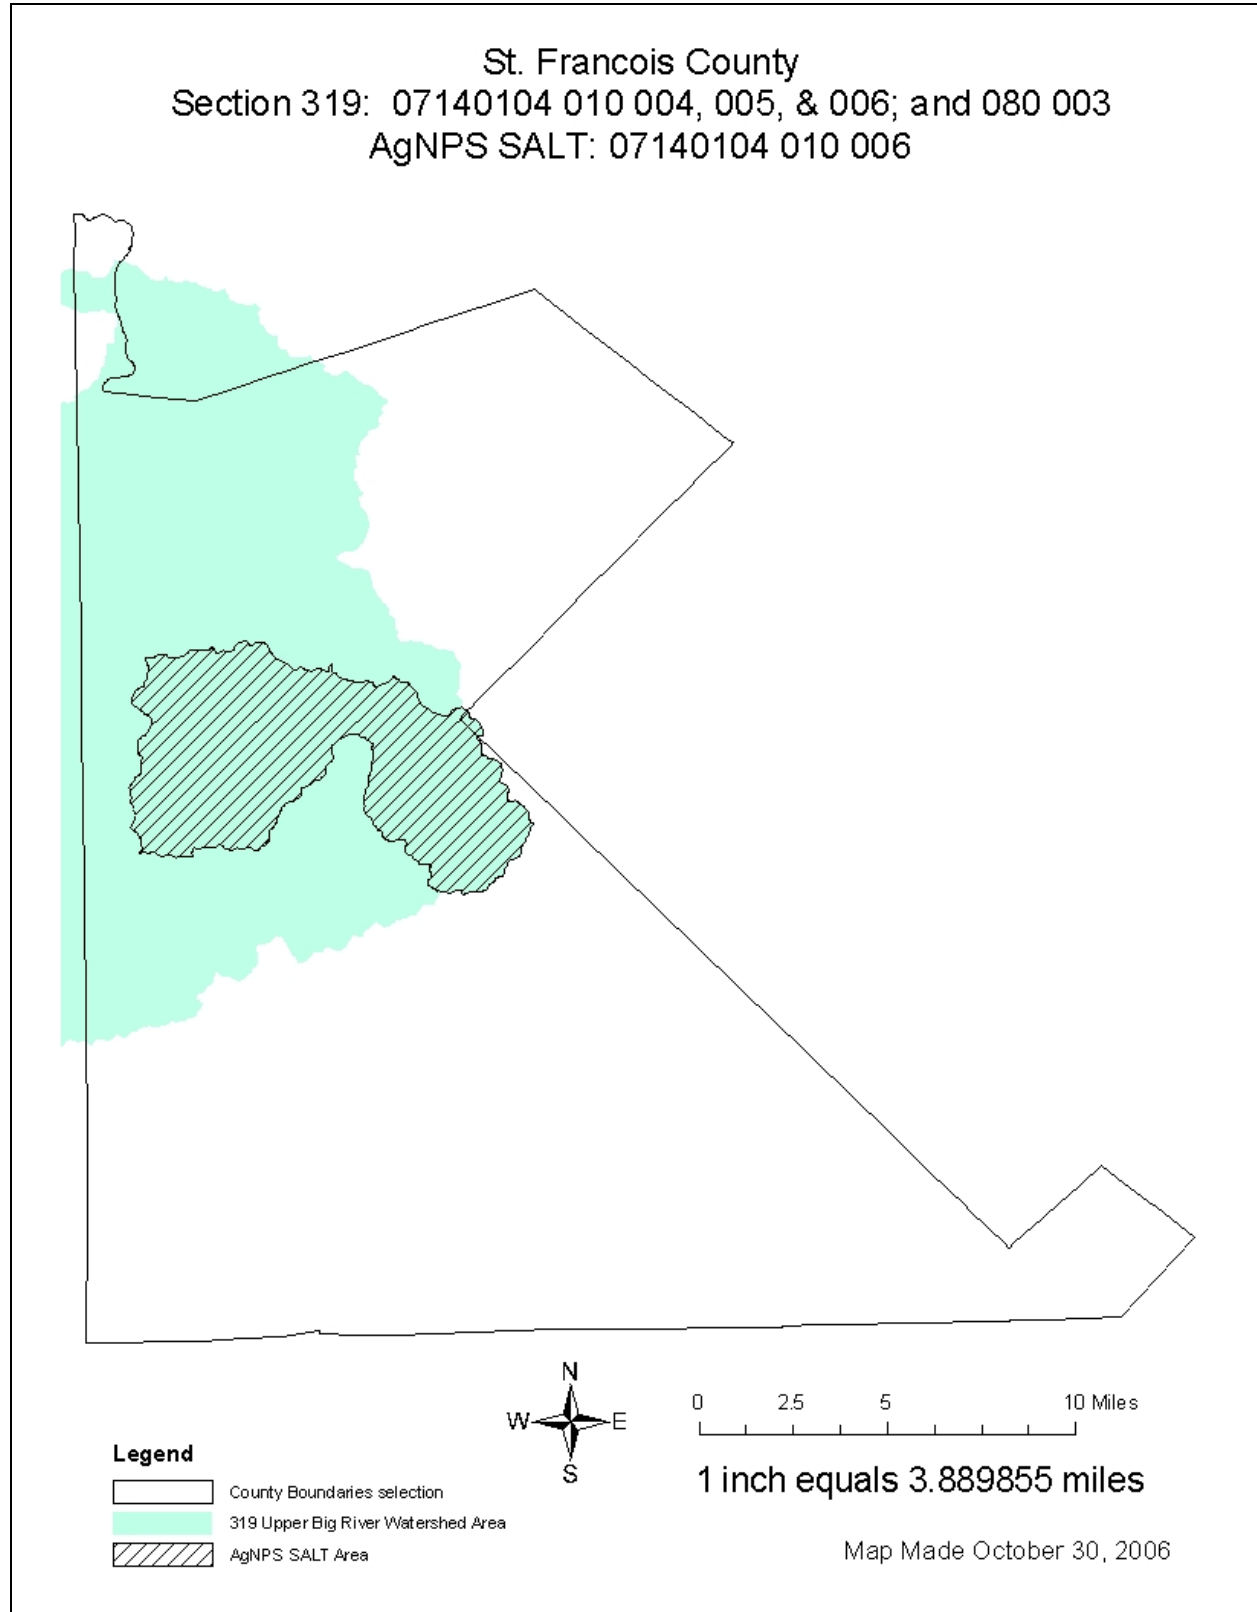 St. Francois County
Section 319: 07140104 010 004, 005, & 006; and 080 003
AgNPS SALT: 07140104 010 006
N
W E
S
0 2.5 5 10 Miles
1 inch equals 3.889855 miles
Legend
County Boundaries selection
319 Upper Big River Watershed Area
AgNPS SALT Area
Map Made October 30, 2006